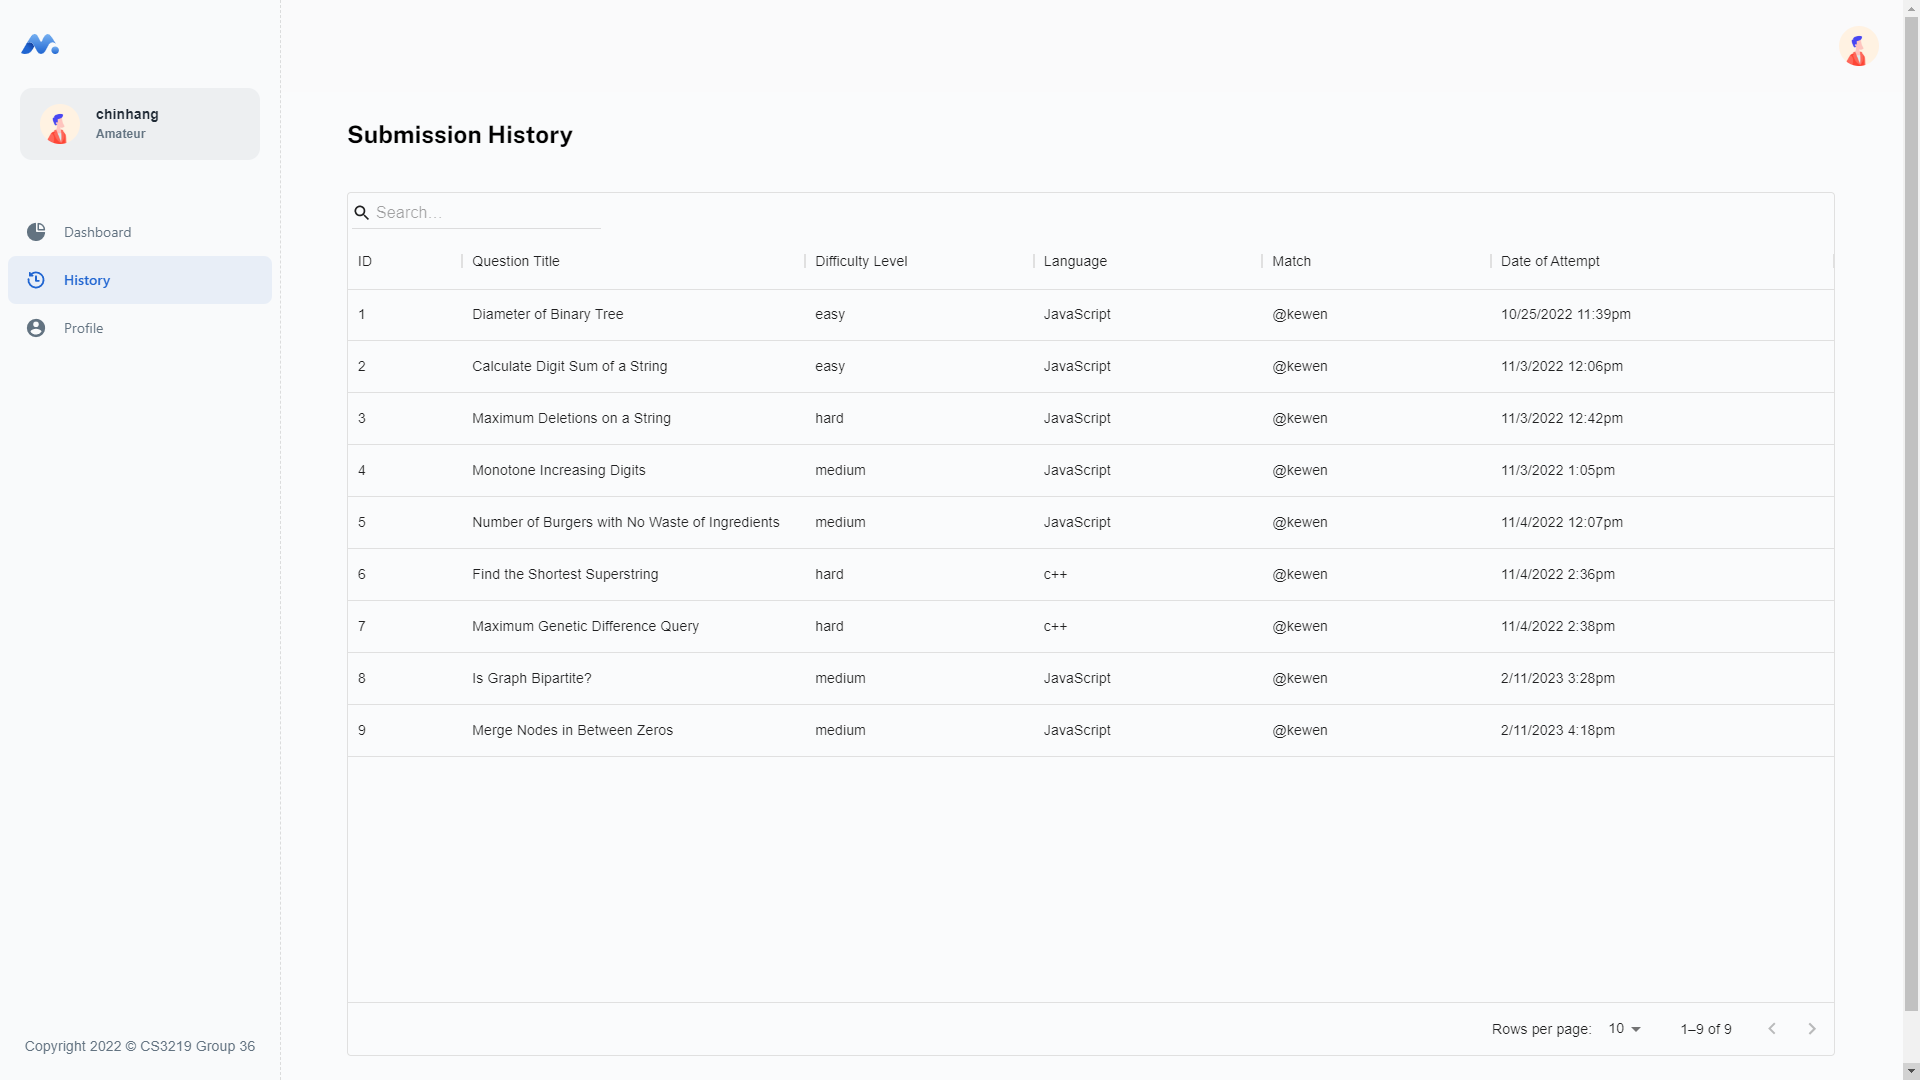 chinhang
Amateur
Dashboard
History
Profile
Copyright 2022 © CS3219 Group 36
Submission History
Search…
ID Question Title Difficulty Level Language Match Date of Attempt
1 Diameter of Binary Tree easy JavaScript @kewen 10/25/2022 11:39pm
2 Calculate Digit Sum of a String easy JavaScript @kewen 11/3/2022 12:06pm
3 Maximum Deletions on a String hard JavaScript @kewen 11/3/2022 12:42pm
4 Monotone Increasing Digits medium JavaScript @kewen 11/3/2022 1:05pm
5 Number of Burgers with No Waste of Ingredients medium JavaScript @kewen 11/4/2022 12:07pm
6 Find the Shortest Superstring hard c++ @kewen 11/4/2022 2:36pm
7 Maximum Genetic Difference Query hard c++ @kewen 11/4/2022 2:38pm
8 Is Graph Bipartite? medium JavaScript @kewen 2/11/2023 3:28pm
9 Merge Nodes in Between Zeros medium JavaScript @kewen 2/11/2023 4:18pm
Rows per page: 10 1–9 of 9